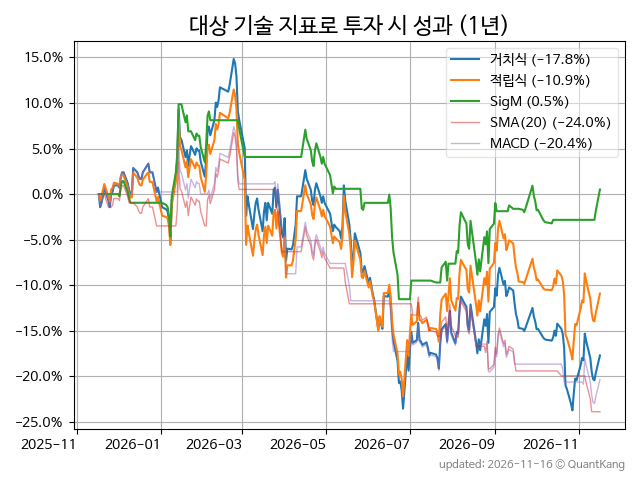 대상 기술 지표로 투자 시 성과 (1년)
15.0%
10.0%
5.0%
0.0%
−5.0%
−10.0%
−15.0%
−20.0%
−25.0%
거치식 (−17.8%)
적립식 (−10.9%)
SigM (0.5%)
SMA(20) (−24.0%)
MACD (−20.4%)
2025-11 2026-01 2026-03 2026-05 2026-07 2026-09 2026-11
updated: 2026-11-16 © QuantKang